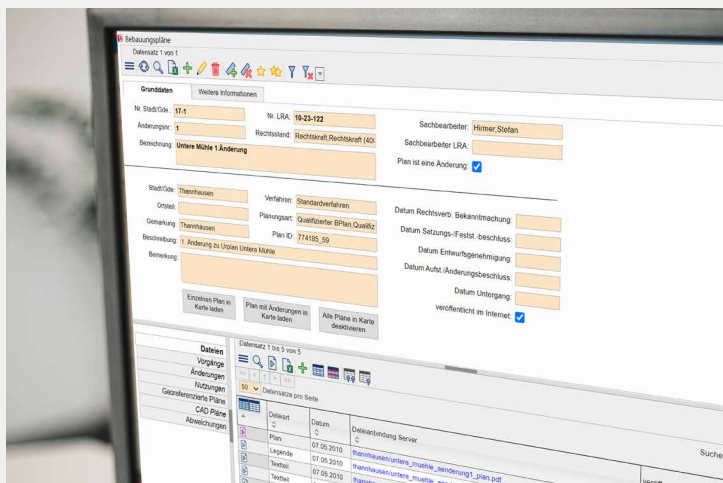 Bebauungspläne
Datensatz 1 von 1
Grunddaten Weitere Informationen
Nr. Stadt/Gde.: 17-1 Nr. LRA: 10-23-122 Sachbearbeiter: Hirmer,Stefan
Änderungsnr.: 1 Rechtsstand: Rechtskraft,Rechtskraft (40 Sachbearbeiter LRA:
Bezeichnung: Untere Mühle 1.Änderung Plan ist eine Änderung:
Stadt/Gde: Thannhausen Verfahren: Standardverfahren Datum Rechtsverb. Bekanntmachung:
Ortsteil: Planungsart: Qualifizierter BPlan,Qualifiz Datum Satzungs-/Festst.-beschluss:
Gemarkung: Thannhausen Plan ID: 774185_59 Datum Entwurfsgenehmigung:
Beschreibung: 1. Änderung zu Urplan Untere Mühle Datum Aufst./Änderungsbeschluss:
Bemerkung: Datum Untergang:
veröffentlicht im Internet:
Einzelnen Plan in Karte laden
Plan mit Änderungen in Karte laden
Alle Pläne in Karte deaktivieren
Dateien
Vorgänge
Änderungen
Nutzungen
Georeferenzierte Pläne
CAD Pläne
Abweichungen
Datensatz 1 bis 5 von 5
50 Datensätze pro Seite
Suche
Dateiart Datum Dateianbindung Server
Plan 07.05.2010 thannhausen/untere_muehle_aenderung1_plan.pdf
Legende 07.05.2010
Textteil 07.05.2010
Textteil